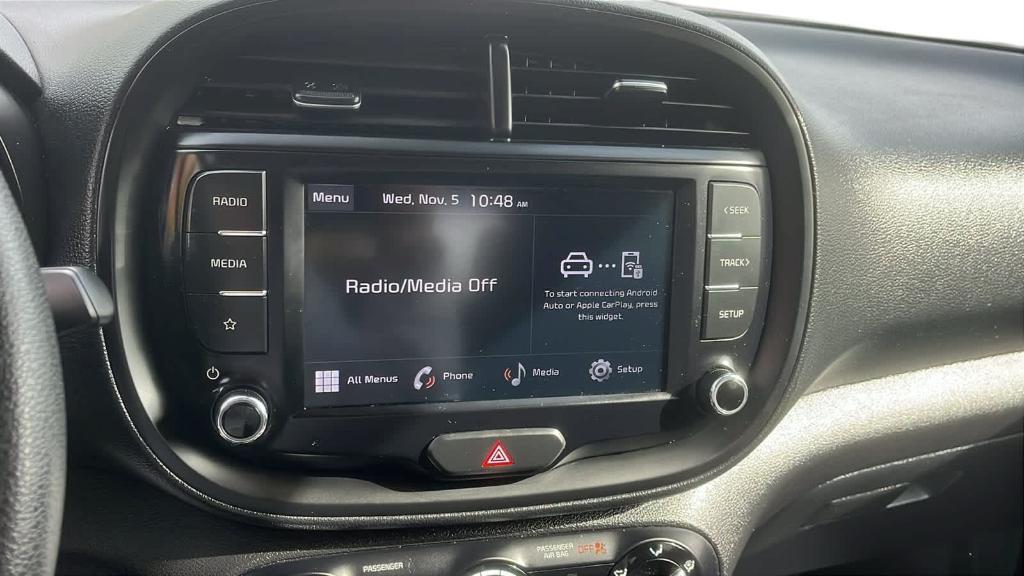 RADIO
MEDIA
Menu
Wed, Nov. 5 10:48 AM
Radio/Media Off
To start connecting Android
Auto or Apple CarPlay, press
this widget.
All Menus
Phone
Media
Setup
< SEEK
TRACK >
SETUP
PASSENGER
PASSENGER
AIR BAG
OFF